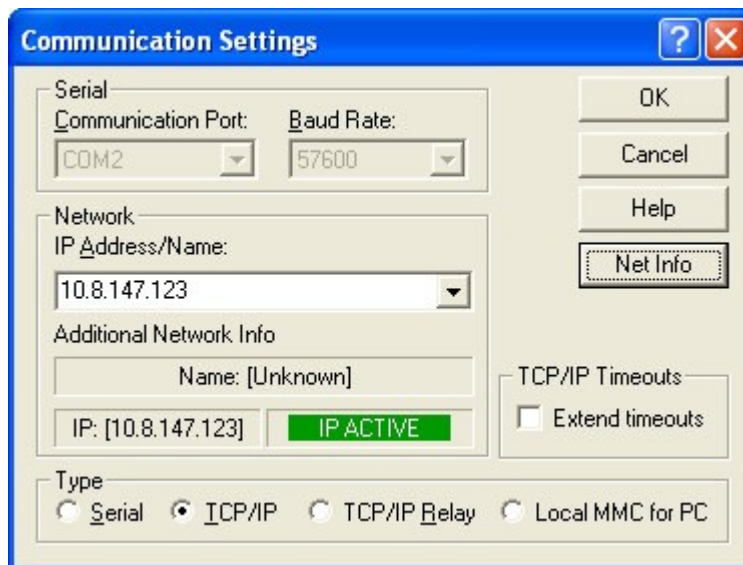 Communication Settings
Serial
Communication Port:
Baud Rate:
COM2
57600
OK
Cancel
Help
Net Info
Network
IP Address/Name:
10.8.147.123
Additional Network Info
Name: [Unknown]
IP: [10.8.147.123]
IP ACTIVE
TCP/IP Timeouts
Extend timeouts
Type
Serial
TCP/IP
TCP/IP Relay
Local MMC for PC